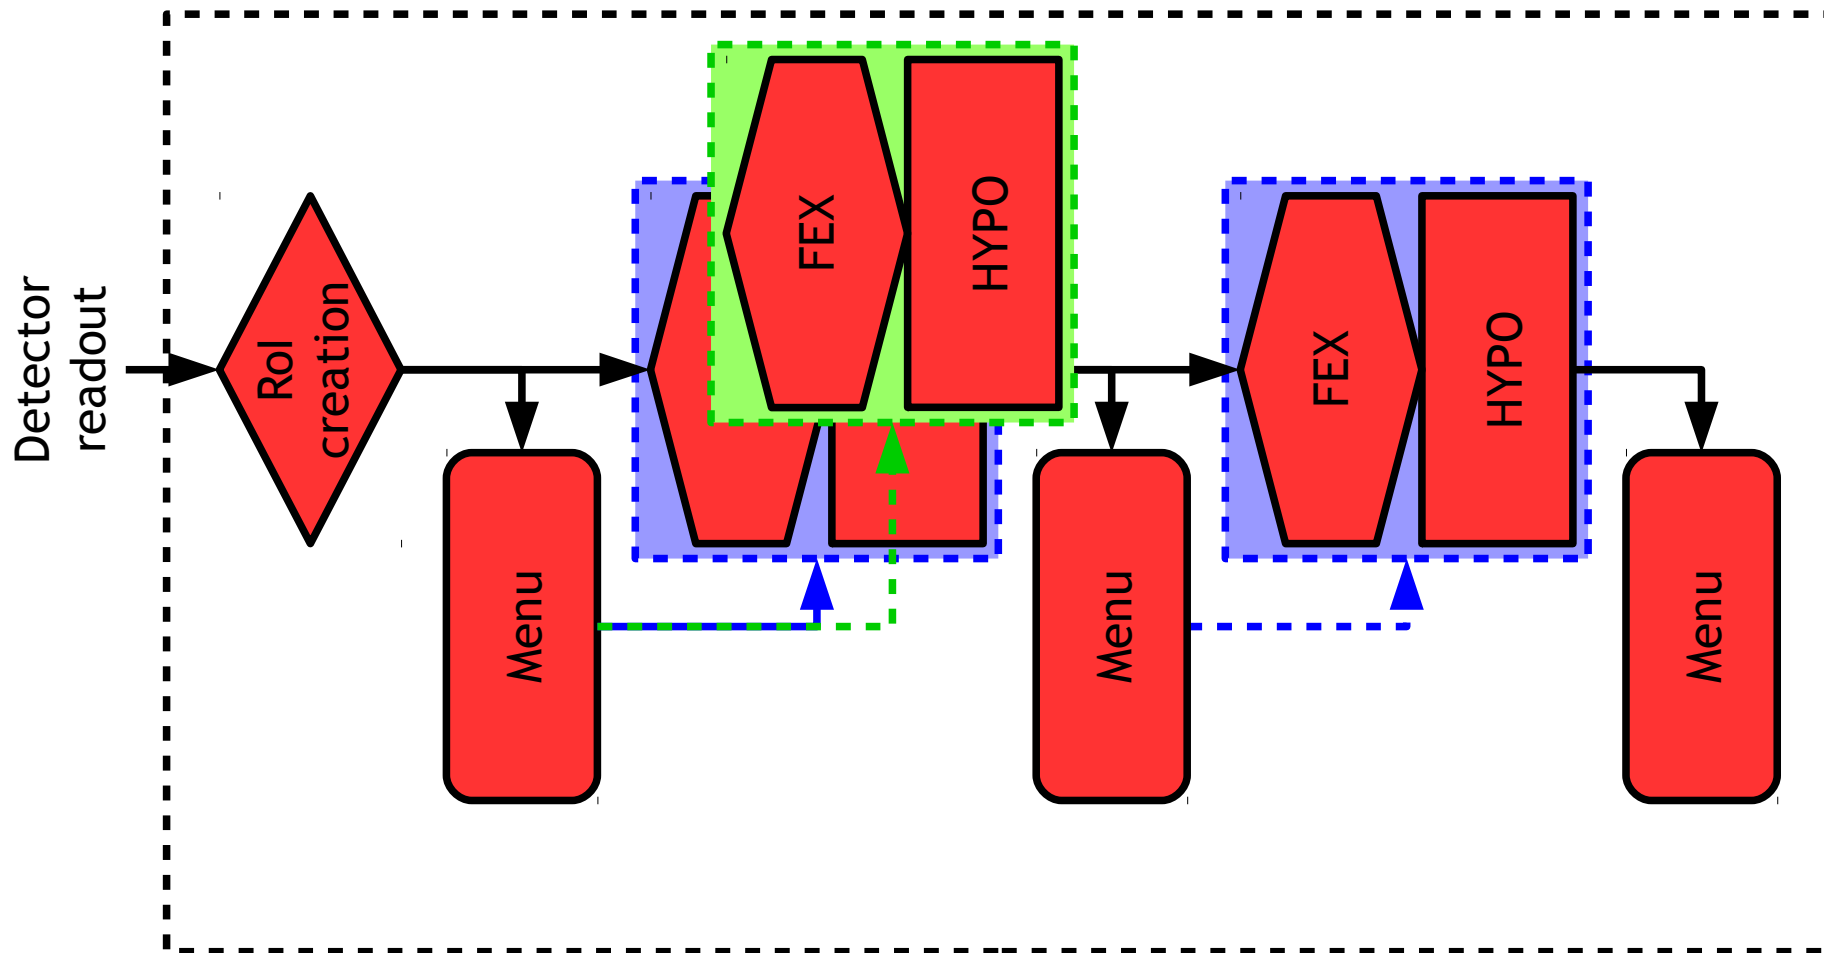 Detector
readout
RoI
creation
Menu
FEX
HYPO
Menu
FEX
HYPO
Menu